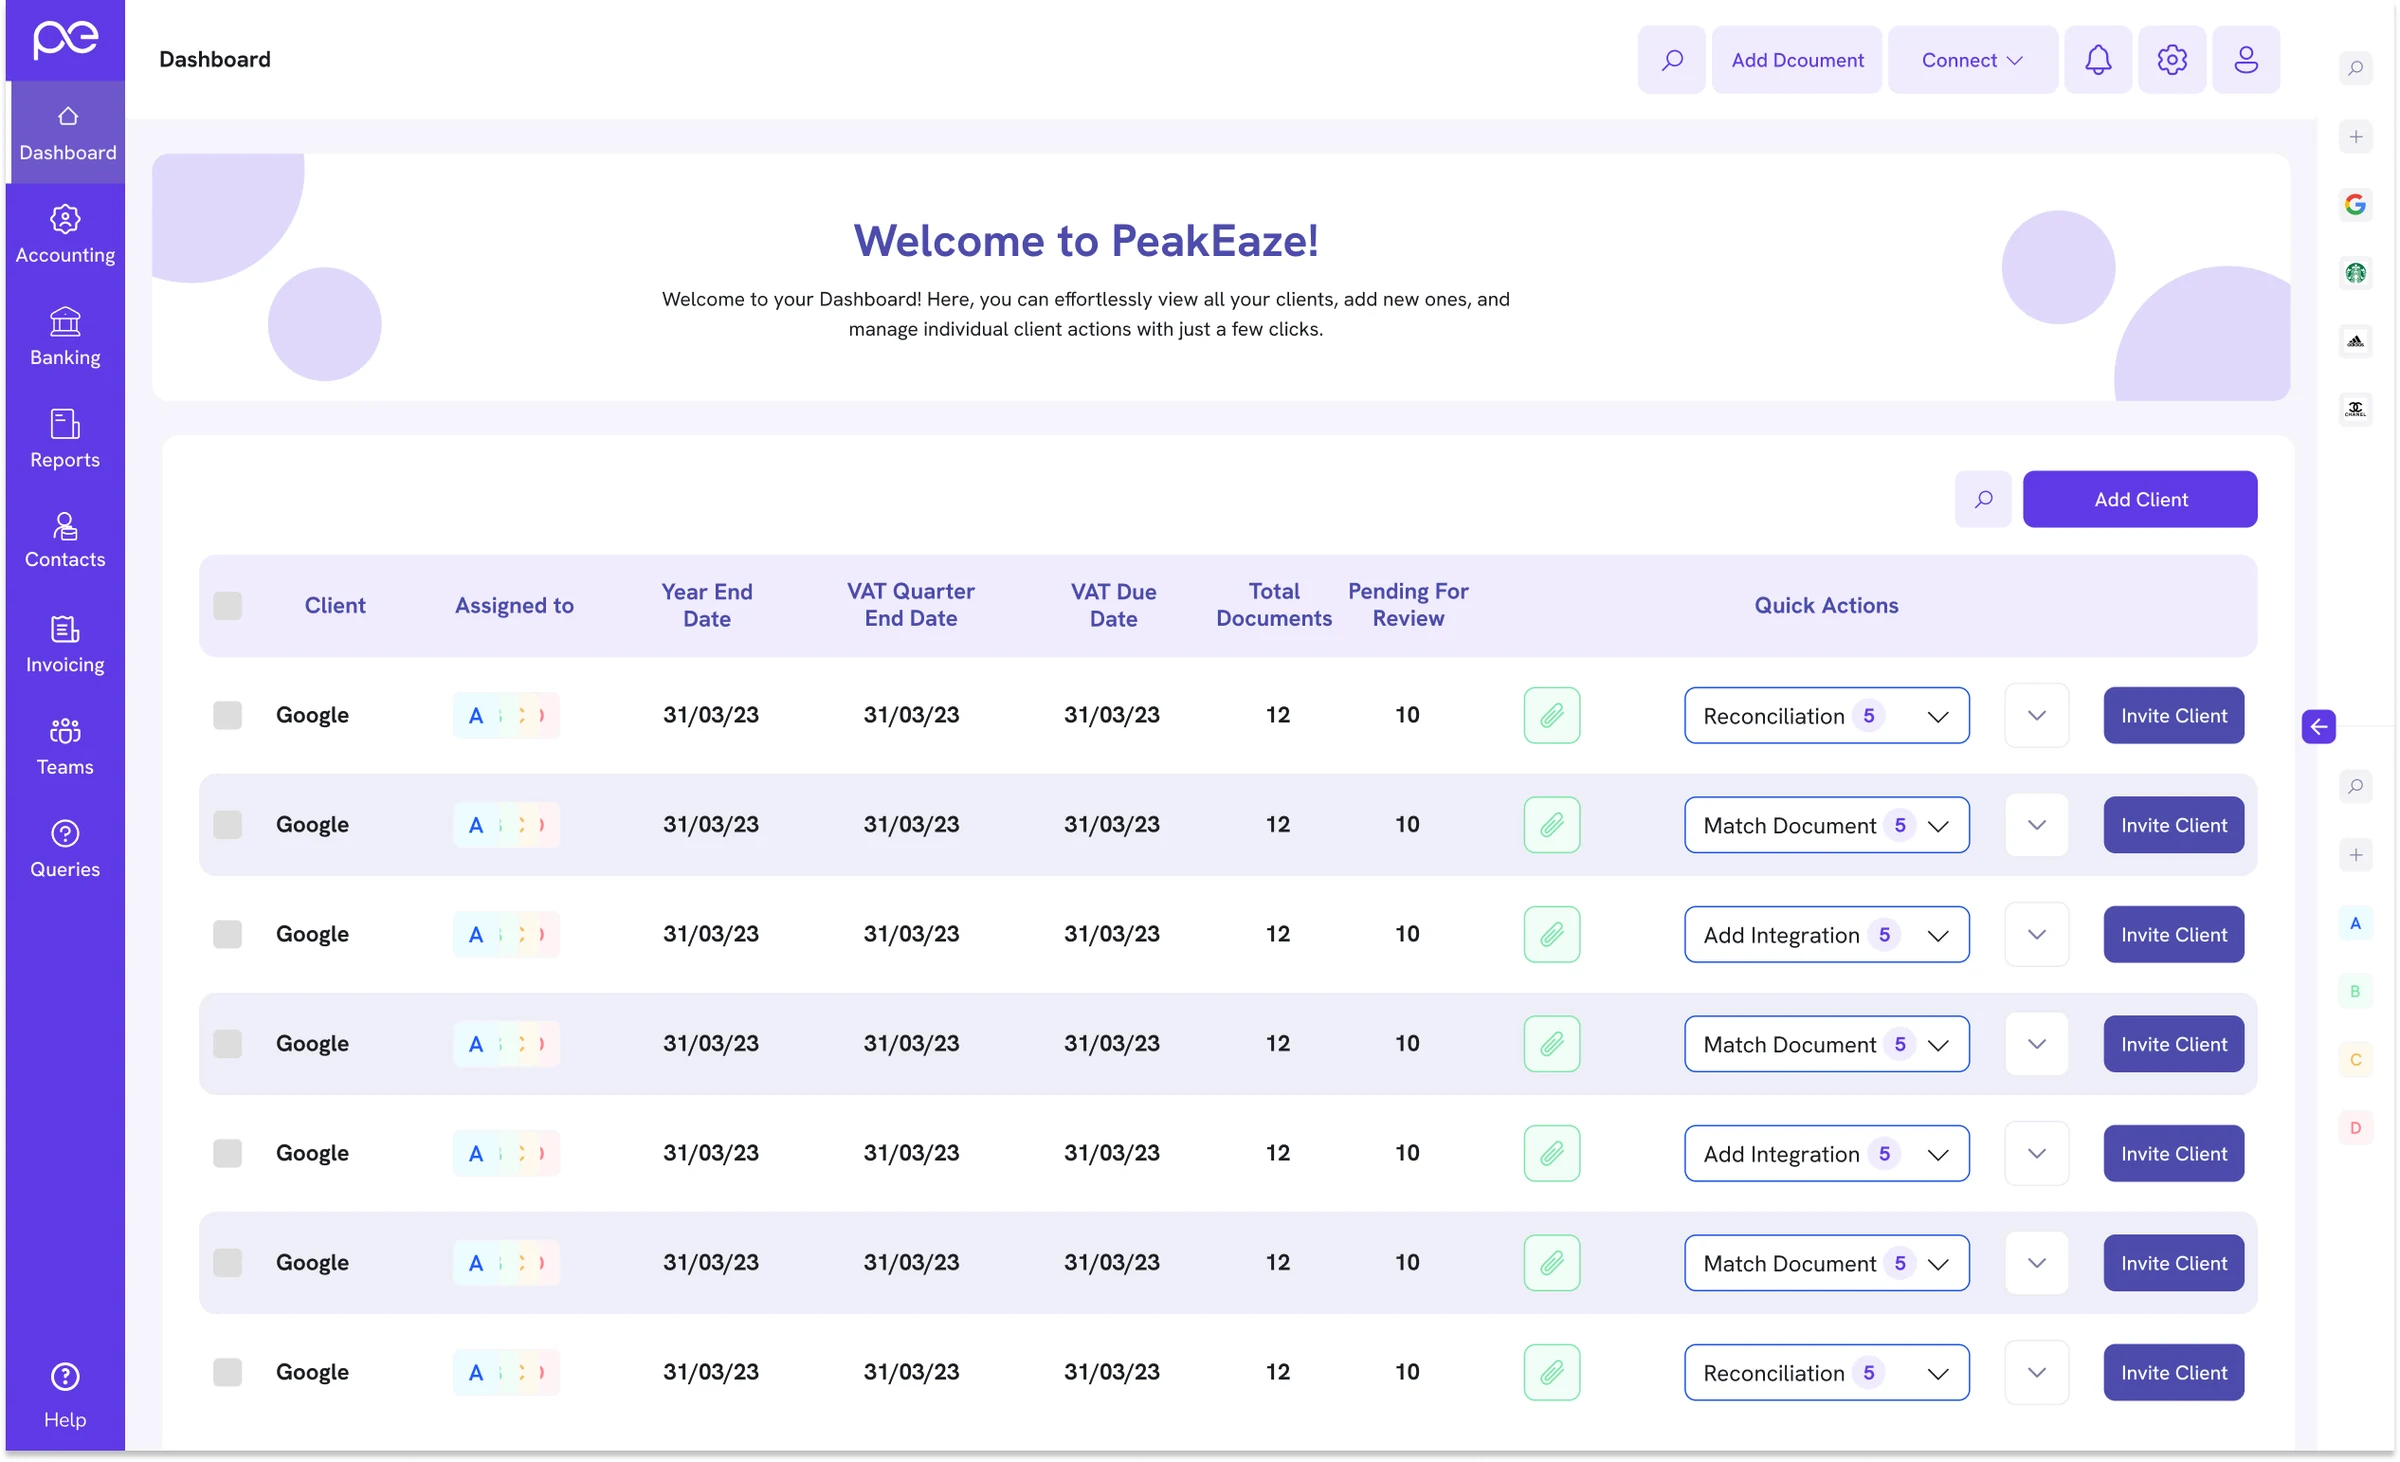 pe
Dashboard
Add Dcoument
Connect
Dashboard
Accounting
Banking
Reports
Contacts
Invoicing
Teams
Queries
Help
Welcome to PeakEaze!
Welcome to your Dashboard! Here, you can effortlessly view all your clients, add new ones, and
manage individual client actions with just a few clicks.
Add Client
Client Assigned to Year End Date VAT Quarter End Date VAT Due Date Total Documents Pending For Review Quick Actions
Google A 31/03/23 31/03/23 31/03/23 12 10 Reconciliation 5 Invite Client
Google A 31/03/23 31/03/23 31/03/23 12 10 Match Document 5 Invite Client
Google A 31/03/23 31/03/23 31/03/23 12 10 Add Integration 5 Invite Client
Google A 31/03/23 31/03/23 31/03/23 12 10 Match Document 5 Invite Client
Google A 31/03/23 31/03/23 31/03/23 12 10 Add Integration 5 Invite Client
Google A 31/03/23 31/03/23 31/03/23 12 10 Match Document 5 Invite Client
Google A 31/03/23 31/03/23 31/03/23 12 10 Reconciliation 5 Invite Client
G
adidas
CHANEL
A
B
C
D